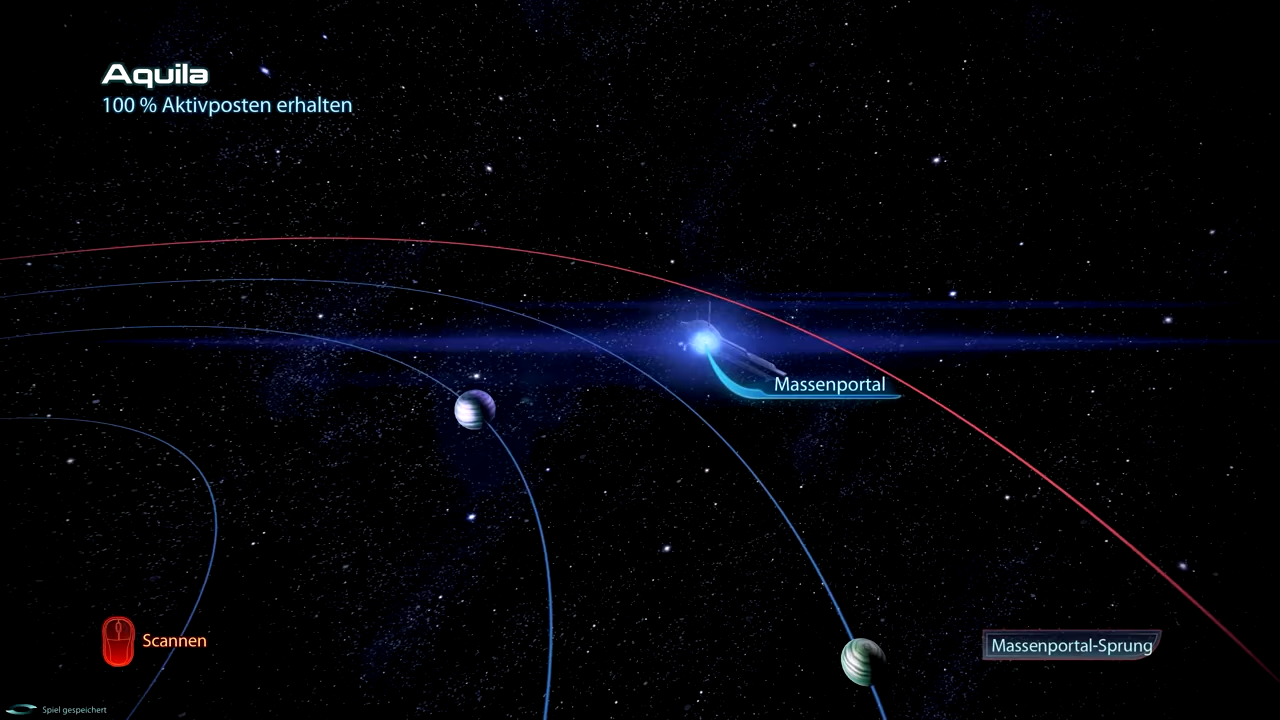 Aquila
100 % Aktivposten erhalten
Massenportal
Scannen
Massenportal-Sprung
Spiel gespeichert